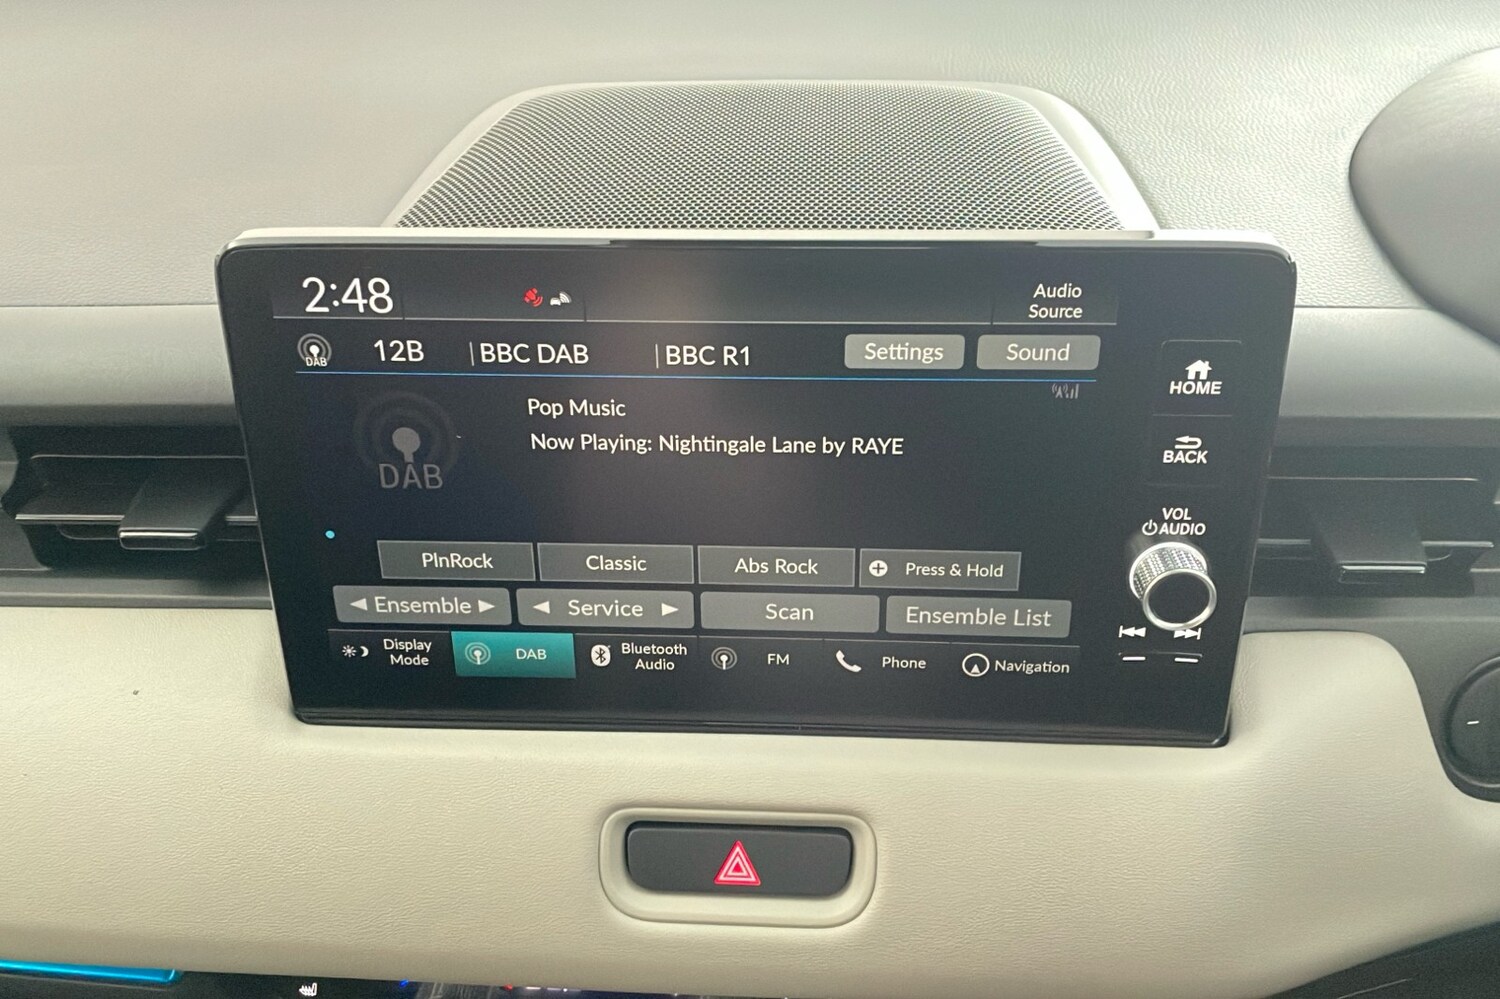 2:48
Audio
Source
DAB
12B
BBC DAB
BBC R1
Settings
Sound
HOME
Pop Music
Now Playing: Nightingale Lane by RAYE
DAB
BACK
VOL
AUDIO
PlnRock
Classic
Abs Rock
Press & Hold
Ensemble
Service
Scan
Ensemble List
Display
Mode
DAB
Bluetooth
Audio
FM
Phone
Navigation